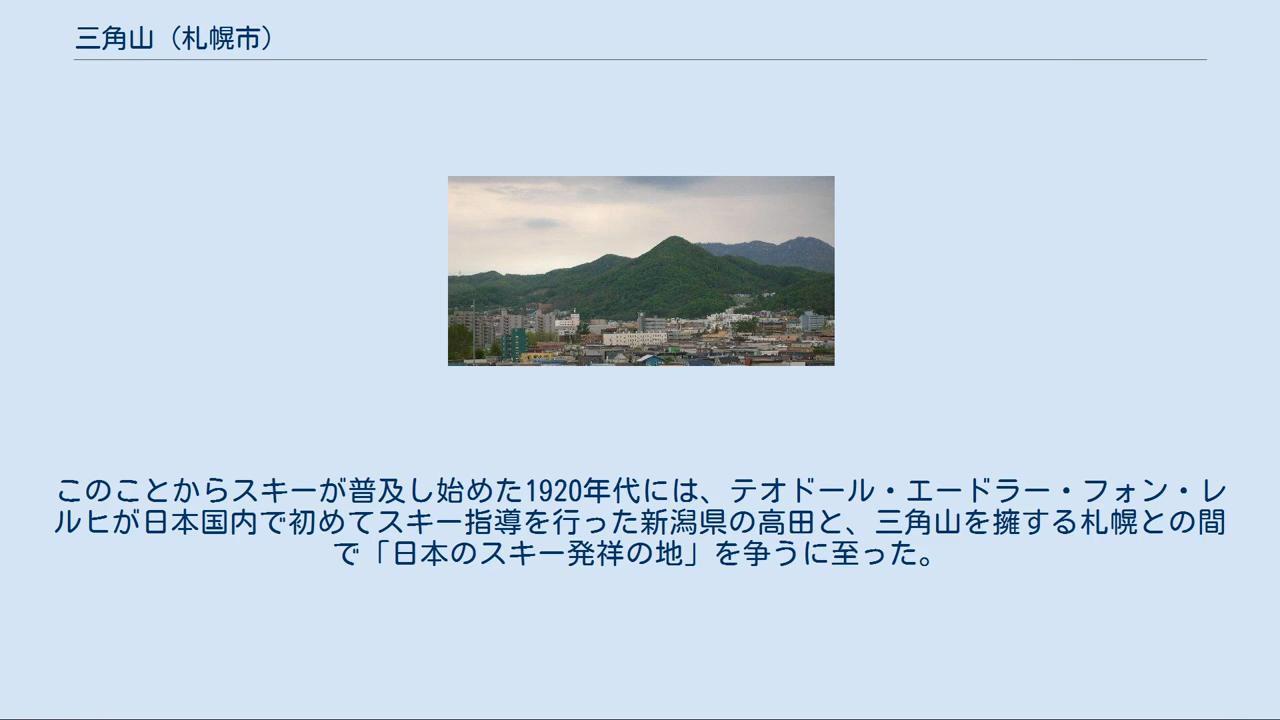 三角山（札幌市）
このことからスキーが普及し始めた1920年代には、テオドール・エードラー・フォン・レ
ルヒが日本国内で初めてスキー指導を行った新潟県の高田と、三角山を擁する札幌との間
で「日本のスキー発祥の地」を争うに至った。